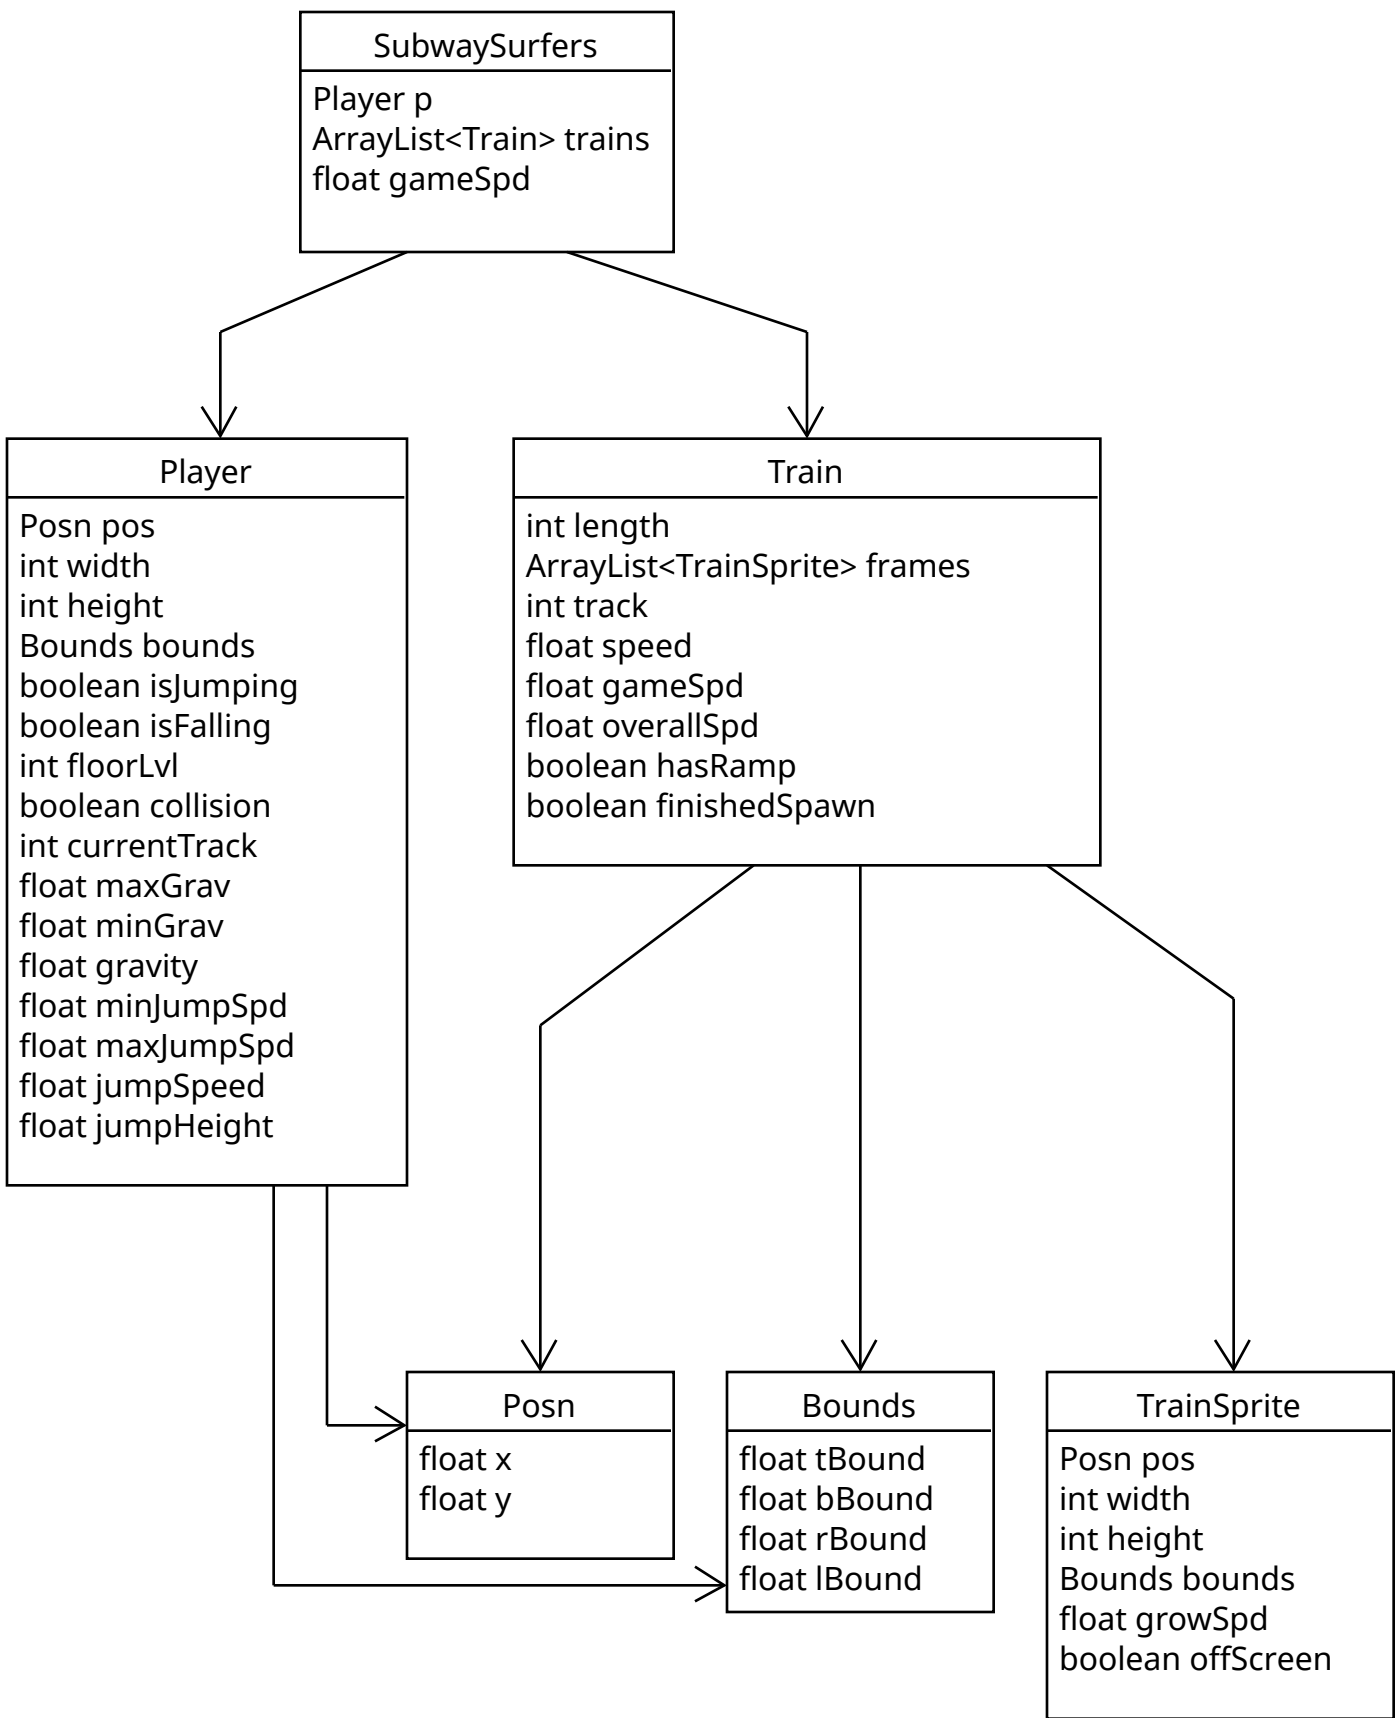 SubwaySurfers
Player p
ArrayList<Train> trains
float gameSpd
Player
Posn pos
int width
int height
Bounds bounds
boolean isJumping
boolean isFalling
int floorLvl
boolean collision
int currentTrack
float maxGrav
float minGrav
float gravity
float minJumpSpd
float maxJumpSpd
float jumpSpeed
float jumpHeight
Train
int length
ArrayList<TrainSprite> frames
int track
float speed
float gameSpd
float overallSpd
boolean hasRamp
boolean finishedSpawn
Posn
float x
float y
Bounds
float tBound
float bBound
float rBound
float lBound
TrainSprite
Posn pos
int width
int height
Bounds bounds
float growSpd
boolean offScreen